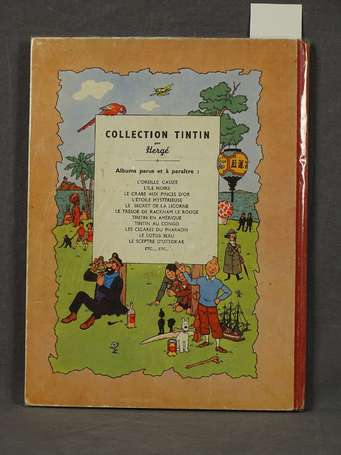 COLLECTION TINTIN
par
Hergé
Albums parus et à paraître :
L'OREILLE CASSÉE
L'ILE NOIRE
LE CRABE AUX PINCES D'OR
L'ÉTOILE MYSTÉRIEUSE
LE SECRET DE LA LICORNE
LE TRÉSOR DE RACKHAM LE ROUGE
TINTIN EN AMÉRIQUE
TINTIN AU CONGO
LES CIGARES DU PHARAON
LE LOTUS BLEU
LE SCEPTRE D'OTTOKAR
ETC... ETC...